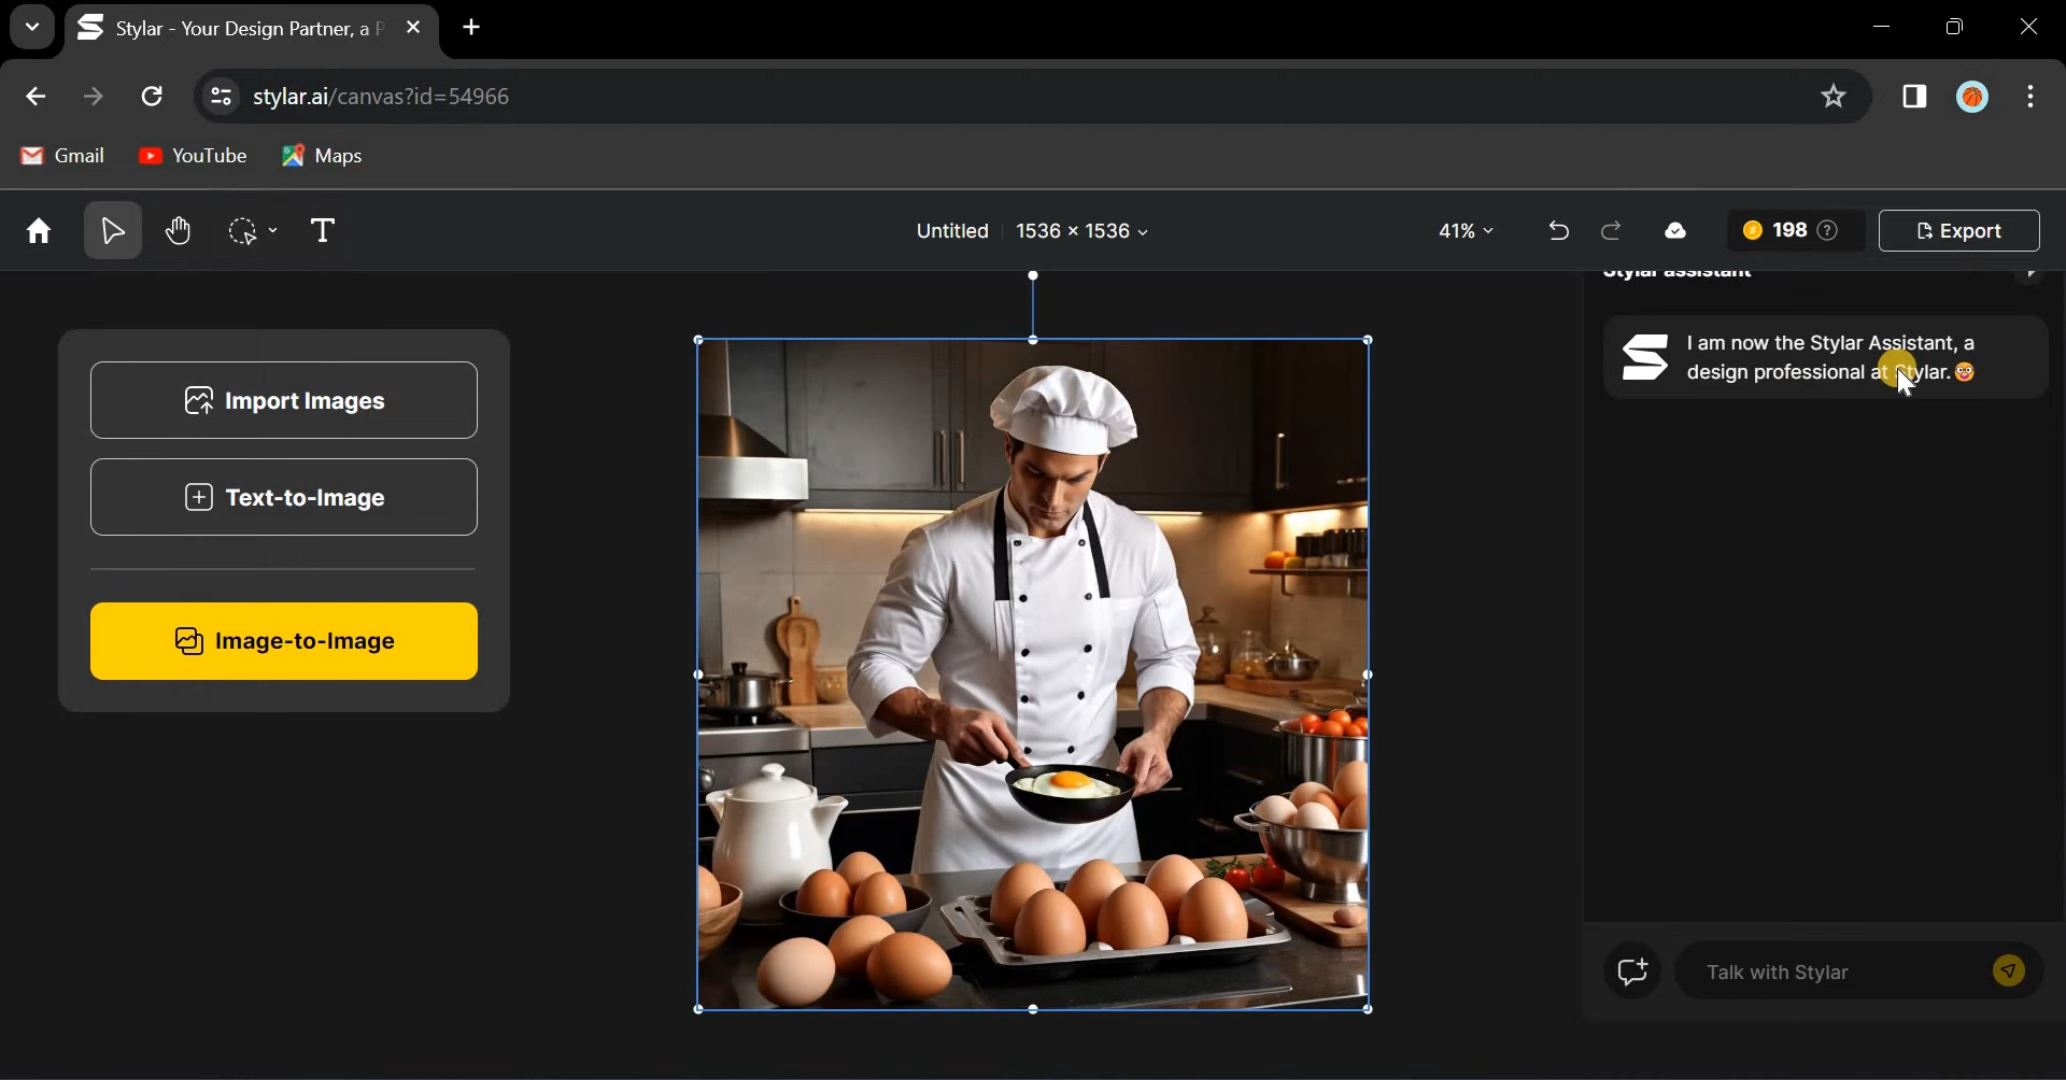 Stylar - Your Design Partner, a P
stylar.ai/canvas?id=54966
Gmail YouTube Maps
Untitled 1536 × 1536 41% 198 Export
Stylar assistant
Import Images
Text-to-Image
Image-to-Image
I am now the Stylar Assistant, a
design professional at Stylar.🤡
Talk with Stylar